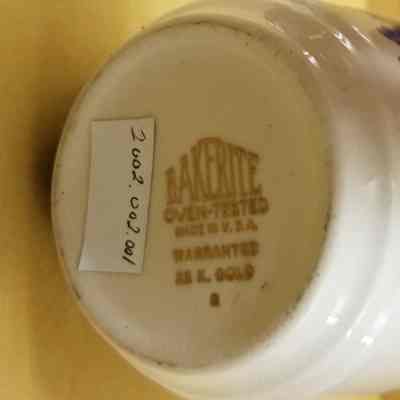 2002.002.001
BAKERITE
OVEN-TESTED
MADE IN U.S.A.
WARRANTED
22 K. GOLD